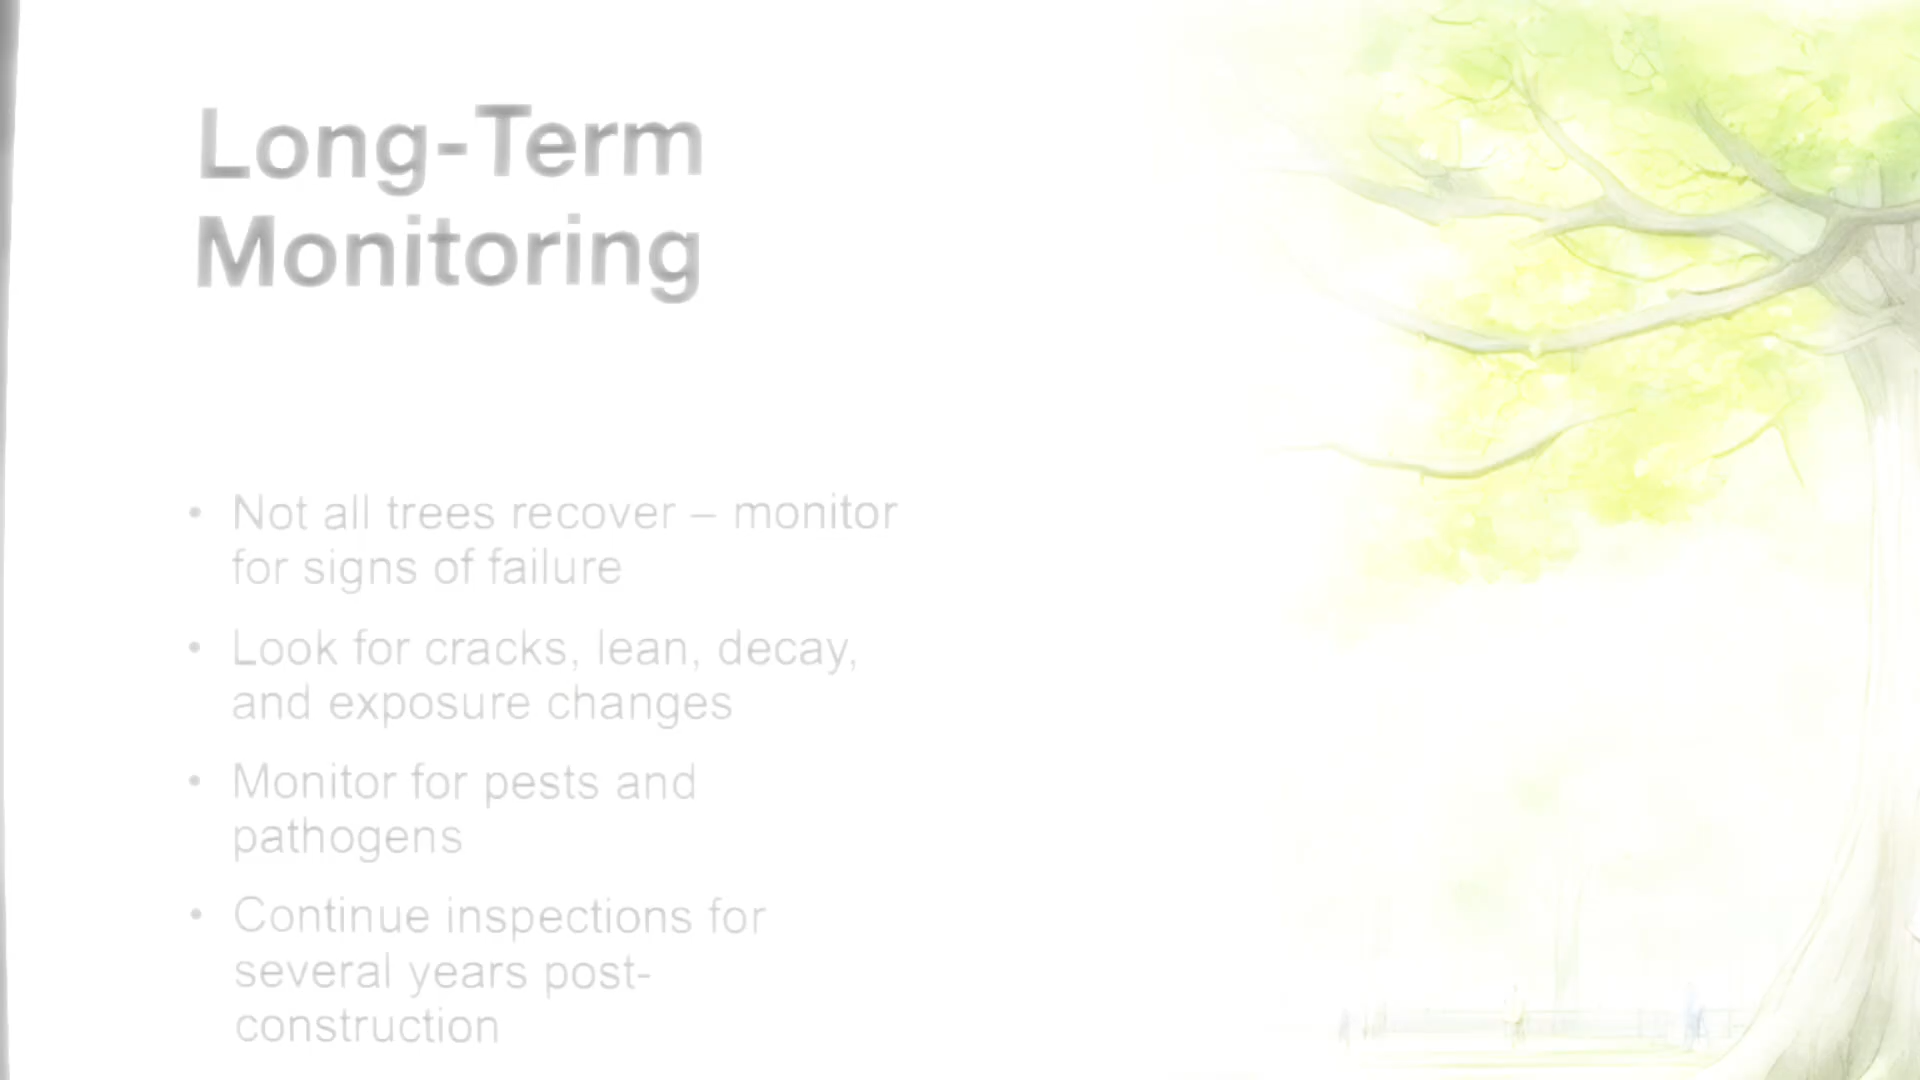 Long-Term
Monitoring
• Not all trees recover – monitor
for signs of failure
• Look for cracks, lean, decay,
and exposure changes
• Monitor for pests and
pathogens
• Continue inspections for
several years post-
construction